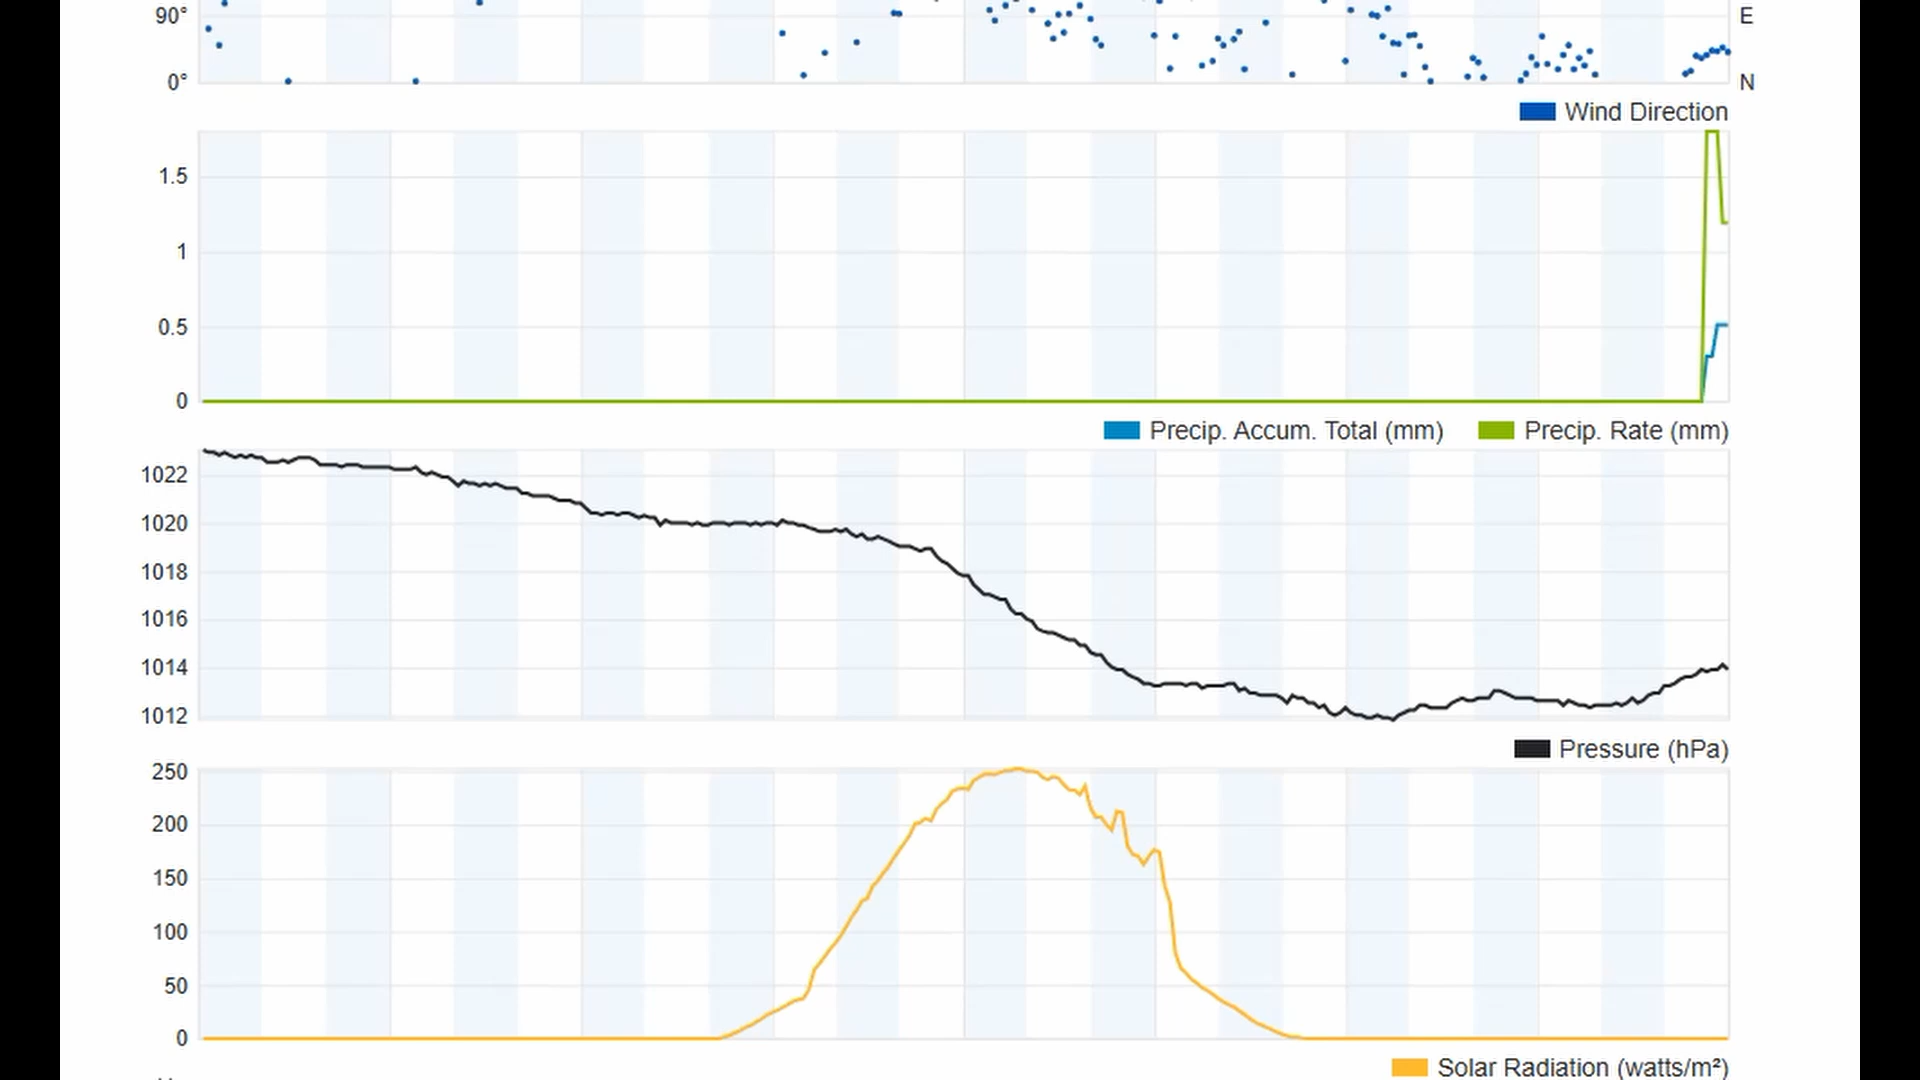 90° E
0° N
Wind Direction
1.5
1
0.5
0
Precip. Accum. Total (mm) Precip. Rate (mm)
1022
1020
1018
1016
1014
1012
Pressure (hPa)
250
200
150
100
50
0
Solar Radiation (watts/m²)